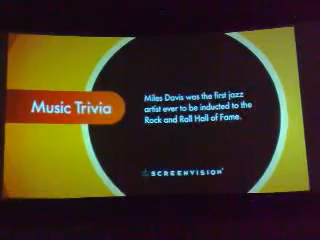 Music Trivia
Miles Davis was the first jazz
artist ever to be inducted to the
Rock and Roll Hall of Fame.
SCREENVISION